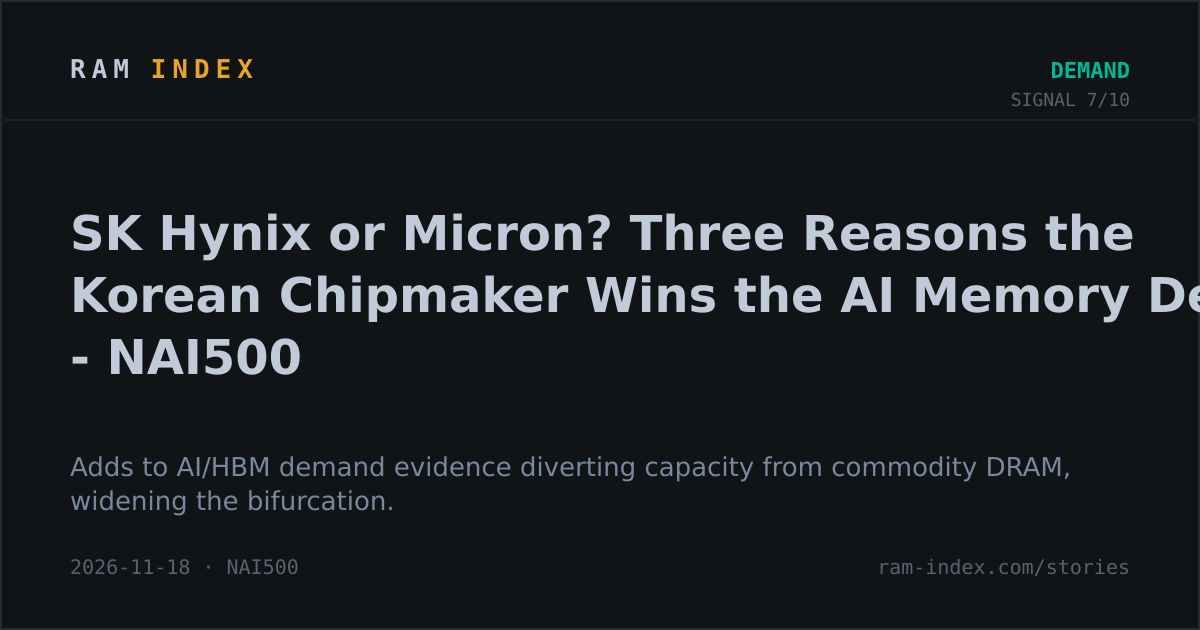 RAM INDEX
DEMAND
SIGNAL 7/10
SK Hynix or Micron? Three Reasons the
Korean Chipmaker Wins the AI Memory
- NAI500
Adds to AI/HBM demand evidence diverting capacity from commodity DRAM,
widening the bifurcation.
2026-11-18 · NAI500
ram-index.com/stories